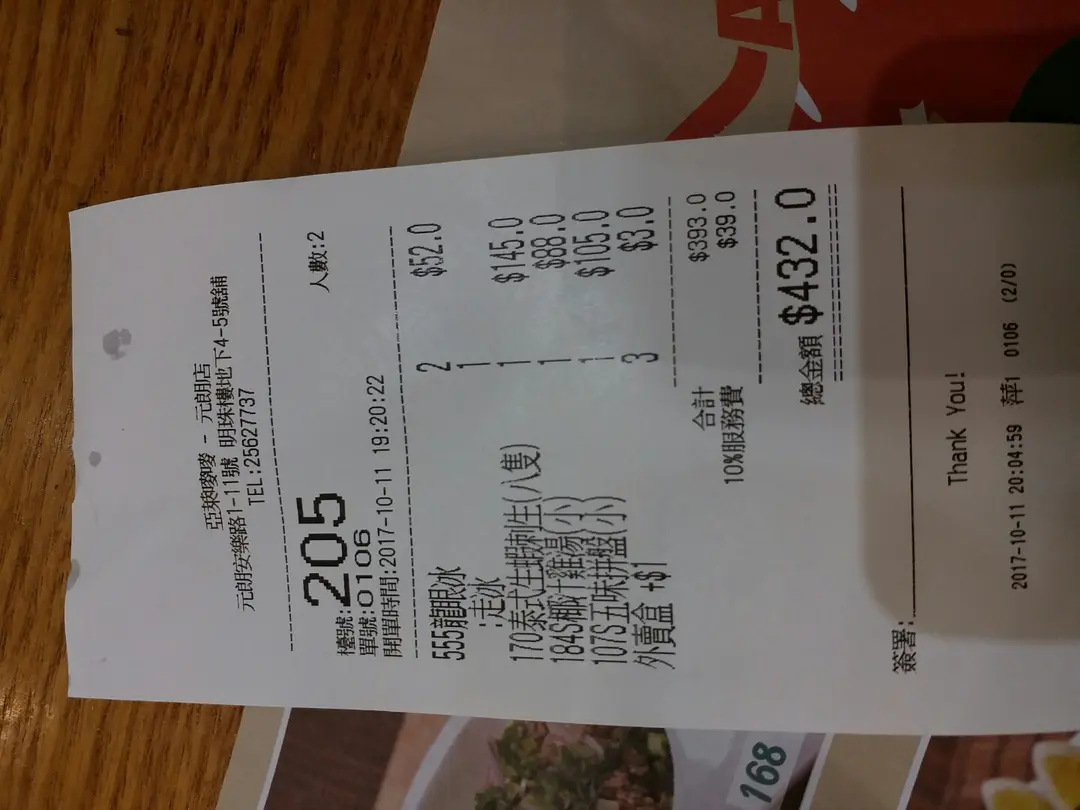 亞萊嘜嘜 - 元朗店
元朗安樂路1-11號 明珠樓地下4-5號舖
TEL:25627737
檯號:205 人數:2
單號:0106
開單時間:2017-10-11 19:20:22
555龍眼冰 2 $52.0
:走冰 1
170泰式生蝦刺生(八隻) 1 $145.0
184S椰汁雞湯(小) 1 $88.0
107S五味拼盤(小) 1 $105.0
外賣盒 +$1 3 $3.0
合計 $393.0
10%服務費 $39.0
總金額 $432.0
簽署:
Thank You!
2017-10-11 20:04:59 萍1 0106 (2/0)
168